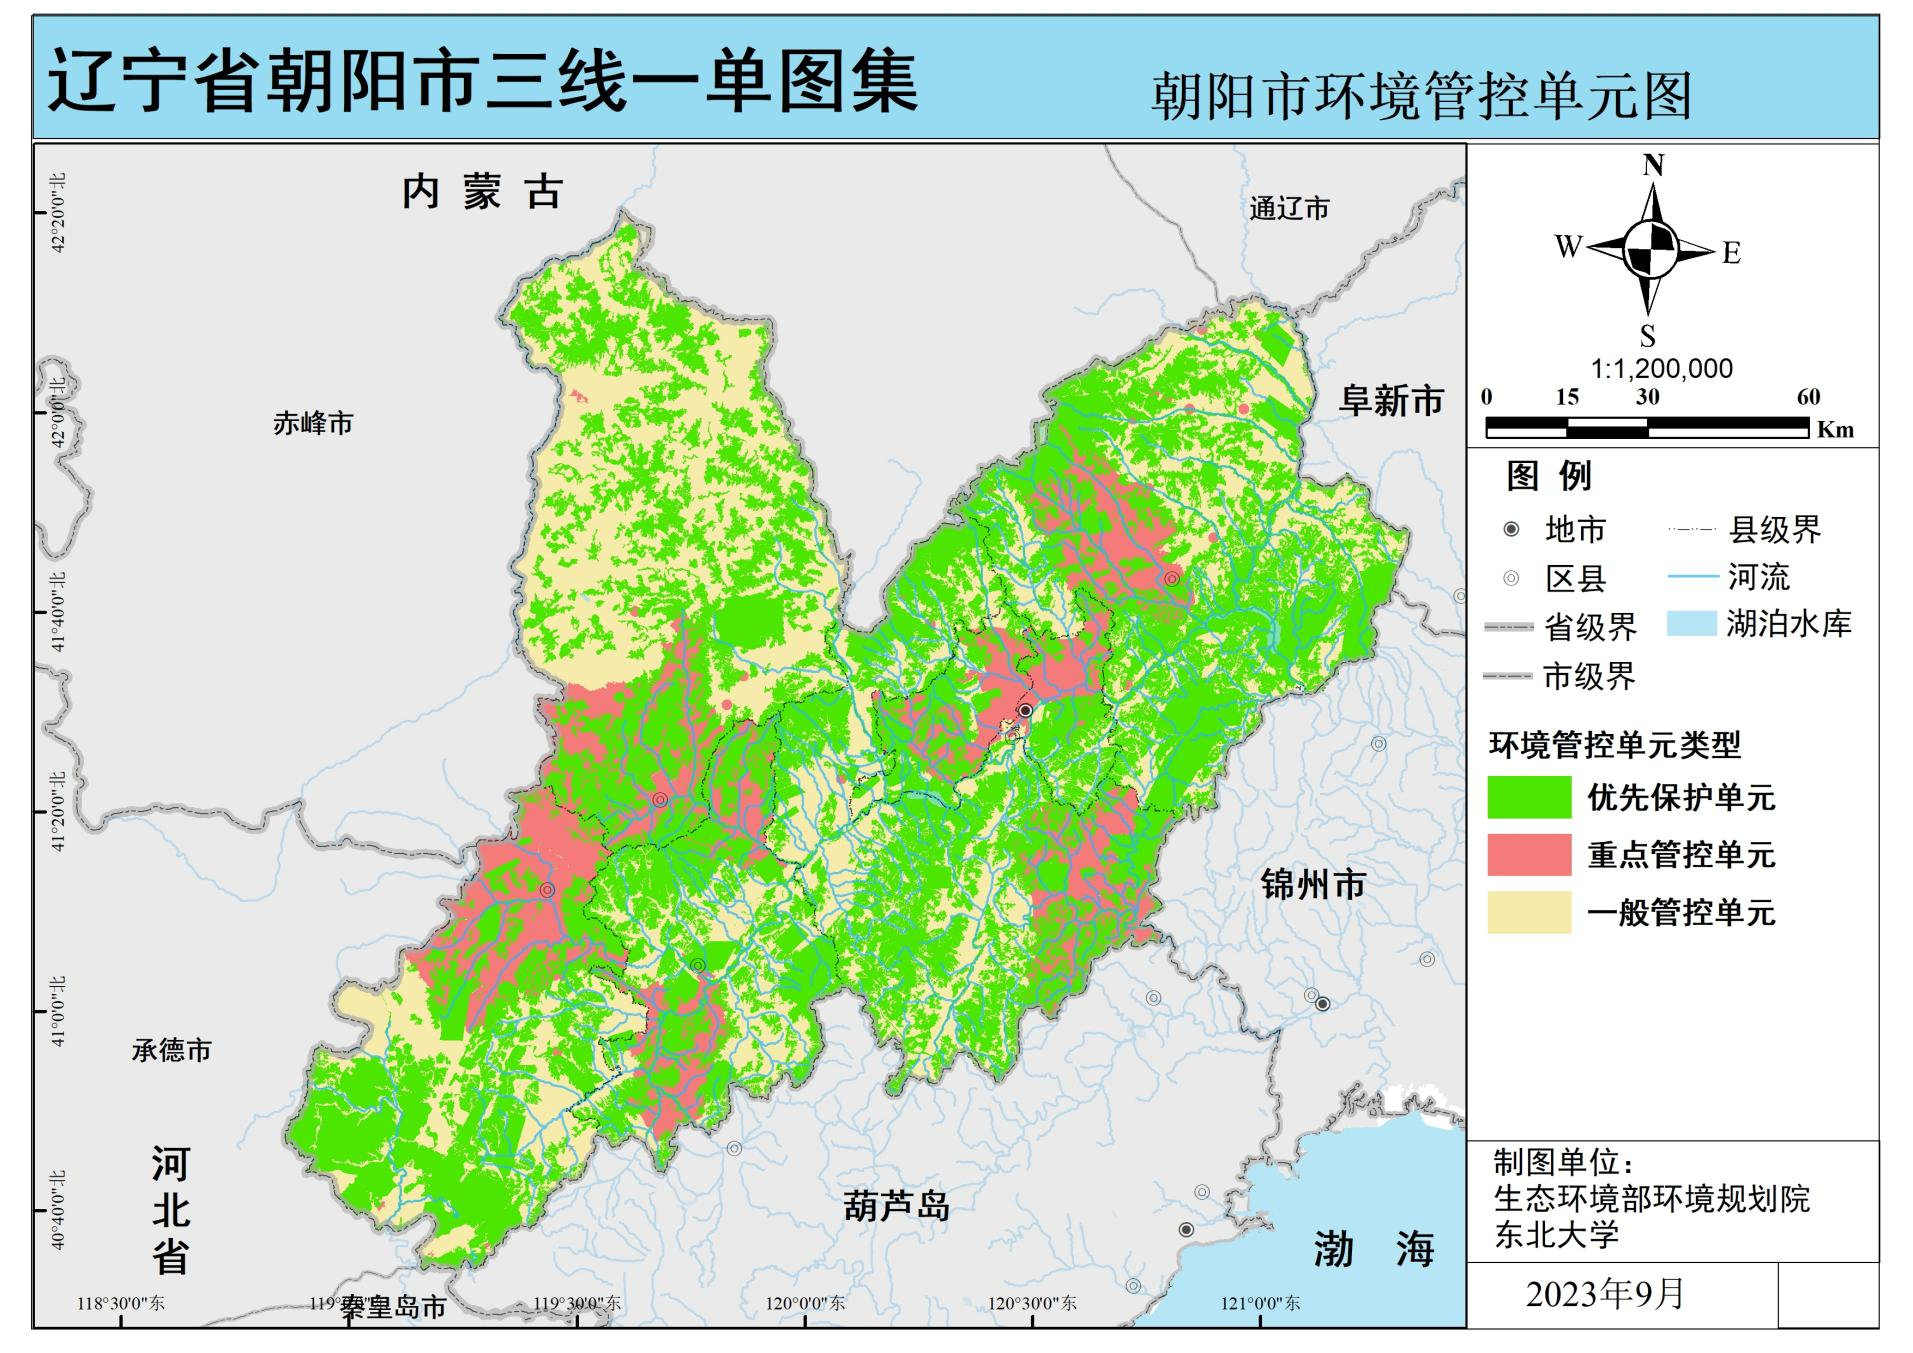 辽宁省朝阳市三线一单图集
朝阳市环境管控单元图
内 蒙 古
通辽市
赤峰市
阜新市
锦州市
承德市
河北省
葫芦岛
渤 海
秦皇岛市
42°20'0"北
42°0'0"北
41°40'0"北
41°20'0"北
41°0'0"北
40°40'0"北
118°30'0"东
119°0'0"东
119°30'0"东
120°0'0"东
120°30'0"东
121°0'0"东
N
W
E
S
1:1,200,000
0 15 30 60
Km
图 例
地市
县级界
区县
河流
省级界
湖泊水库
市级界
环境管控单元类型
优先保护单元
重点管控单元
一般管控单元
制图单位：
生态环境部环境规划院
东北大学
2023年9月